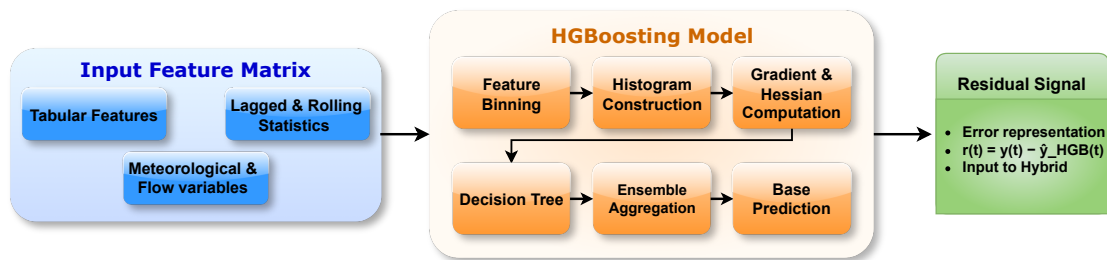 Input Feature Matrix
Tabular Features
Lagged & Rolling
Statistics
Meteorological &
Flow variables
HGBoosting Model
Feature
Binning
Histogram
Construction
Gradient &
Hessian
Computation
Decision Tree
Ensemble
Aggregation
Base
Prediction
Residual Signal
• Error representation
• r(t) = y(t) − ŷ_HGB(t)
• Input to Hybrid